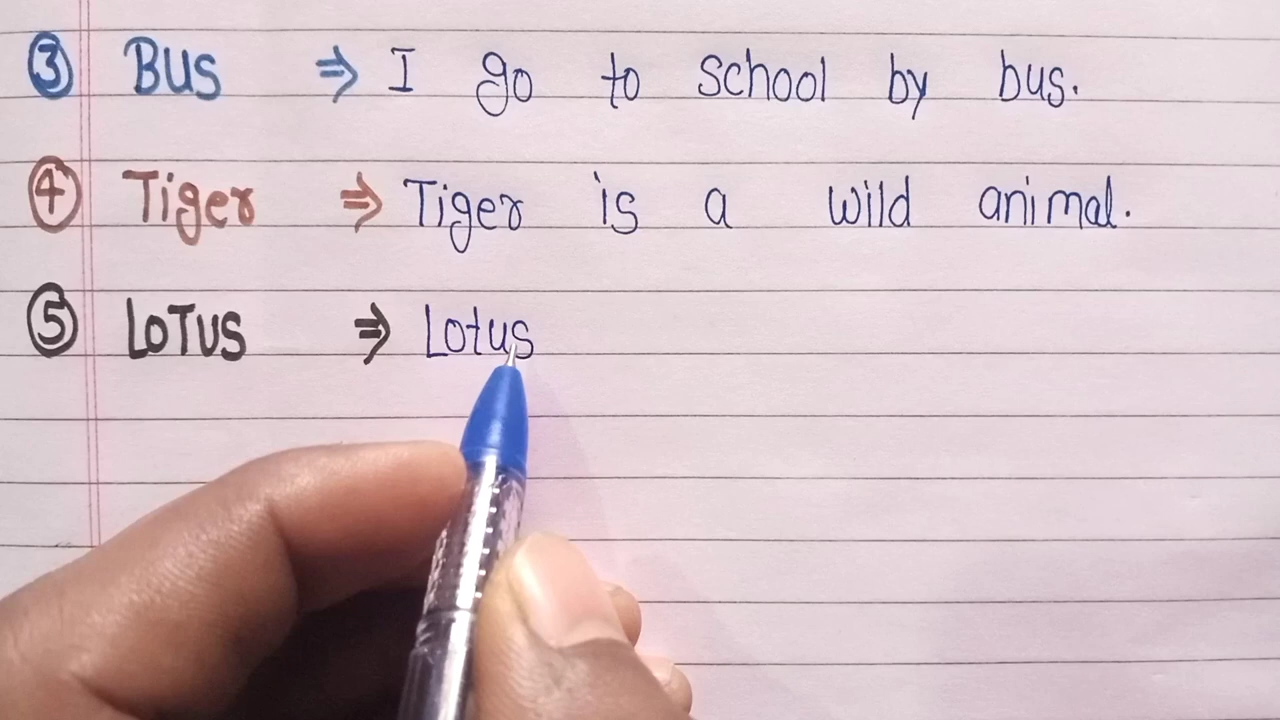 ③ BUS ⇒ I go to school by bus.
④ Tiger ⇒ Tiger is a wild animal.
⑤ LOTUS ⇒ Lotus